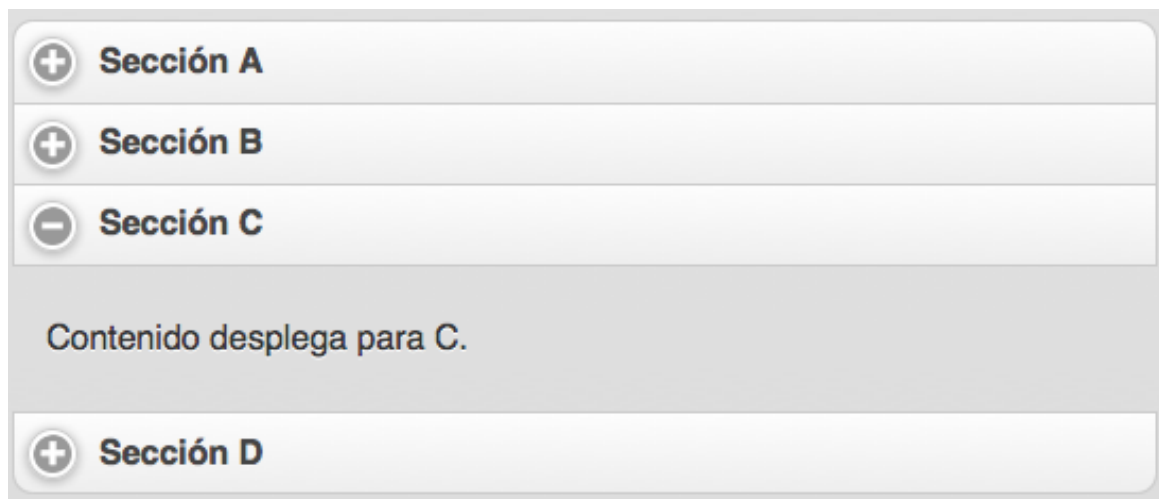 Sección A
Sección B
Sección C
Contenido desplega para C.
Sección D